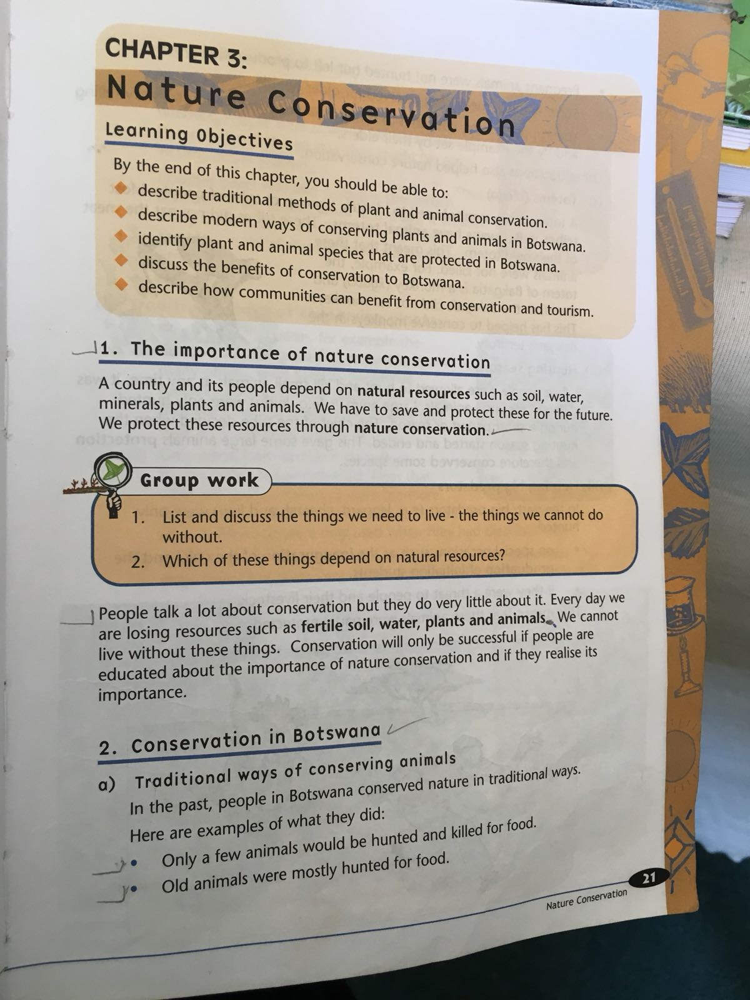 CHAPTER 3:
Nature Conservation
Learning Objectives
By the end of this chapter, you should be able to:
describe traditional methods of plant and animal conservation.
describe modern ways of conserving plants and animals in Botswana.
identify plant and animal species that are protected in Botswana.
discuss the benefits of conservation to Botswana.
describe how communities can benefit from conservation and tourism.
1. The importance of nature conservation
A country and its people depend on natural resources such as soil, water,
minerals, plants and animals. We have to save and protect these for the future.
We protect these resources through nature conservation.
Group work
1. List and discuss the things we need to live - the things we cannot do
without.
2. Which of these things depend on natural resources?
People talk a lot about conservation but they do very little about it. Every day we
are losing resources such as fertile soil, water, plants and animals. We cannot
live without these things. Conservation will only be successful if people are
educated about the importance of nature conservation and if they realise its
importance.
2. Conservation in Botswana
a) Traditional ways of conserving animals
In the past, people in Botswana conserved nature in traditional ways.
Here are examples of what they did:
• Only a few animals would be hunted and killed for food.
• Old animals were mostly hunted for food.
21
Nature Conservation